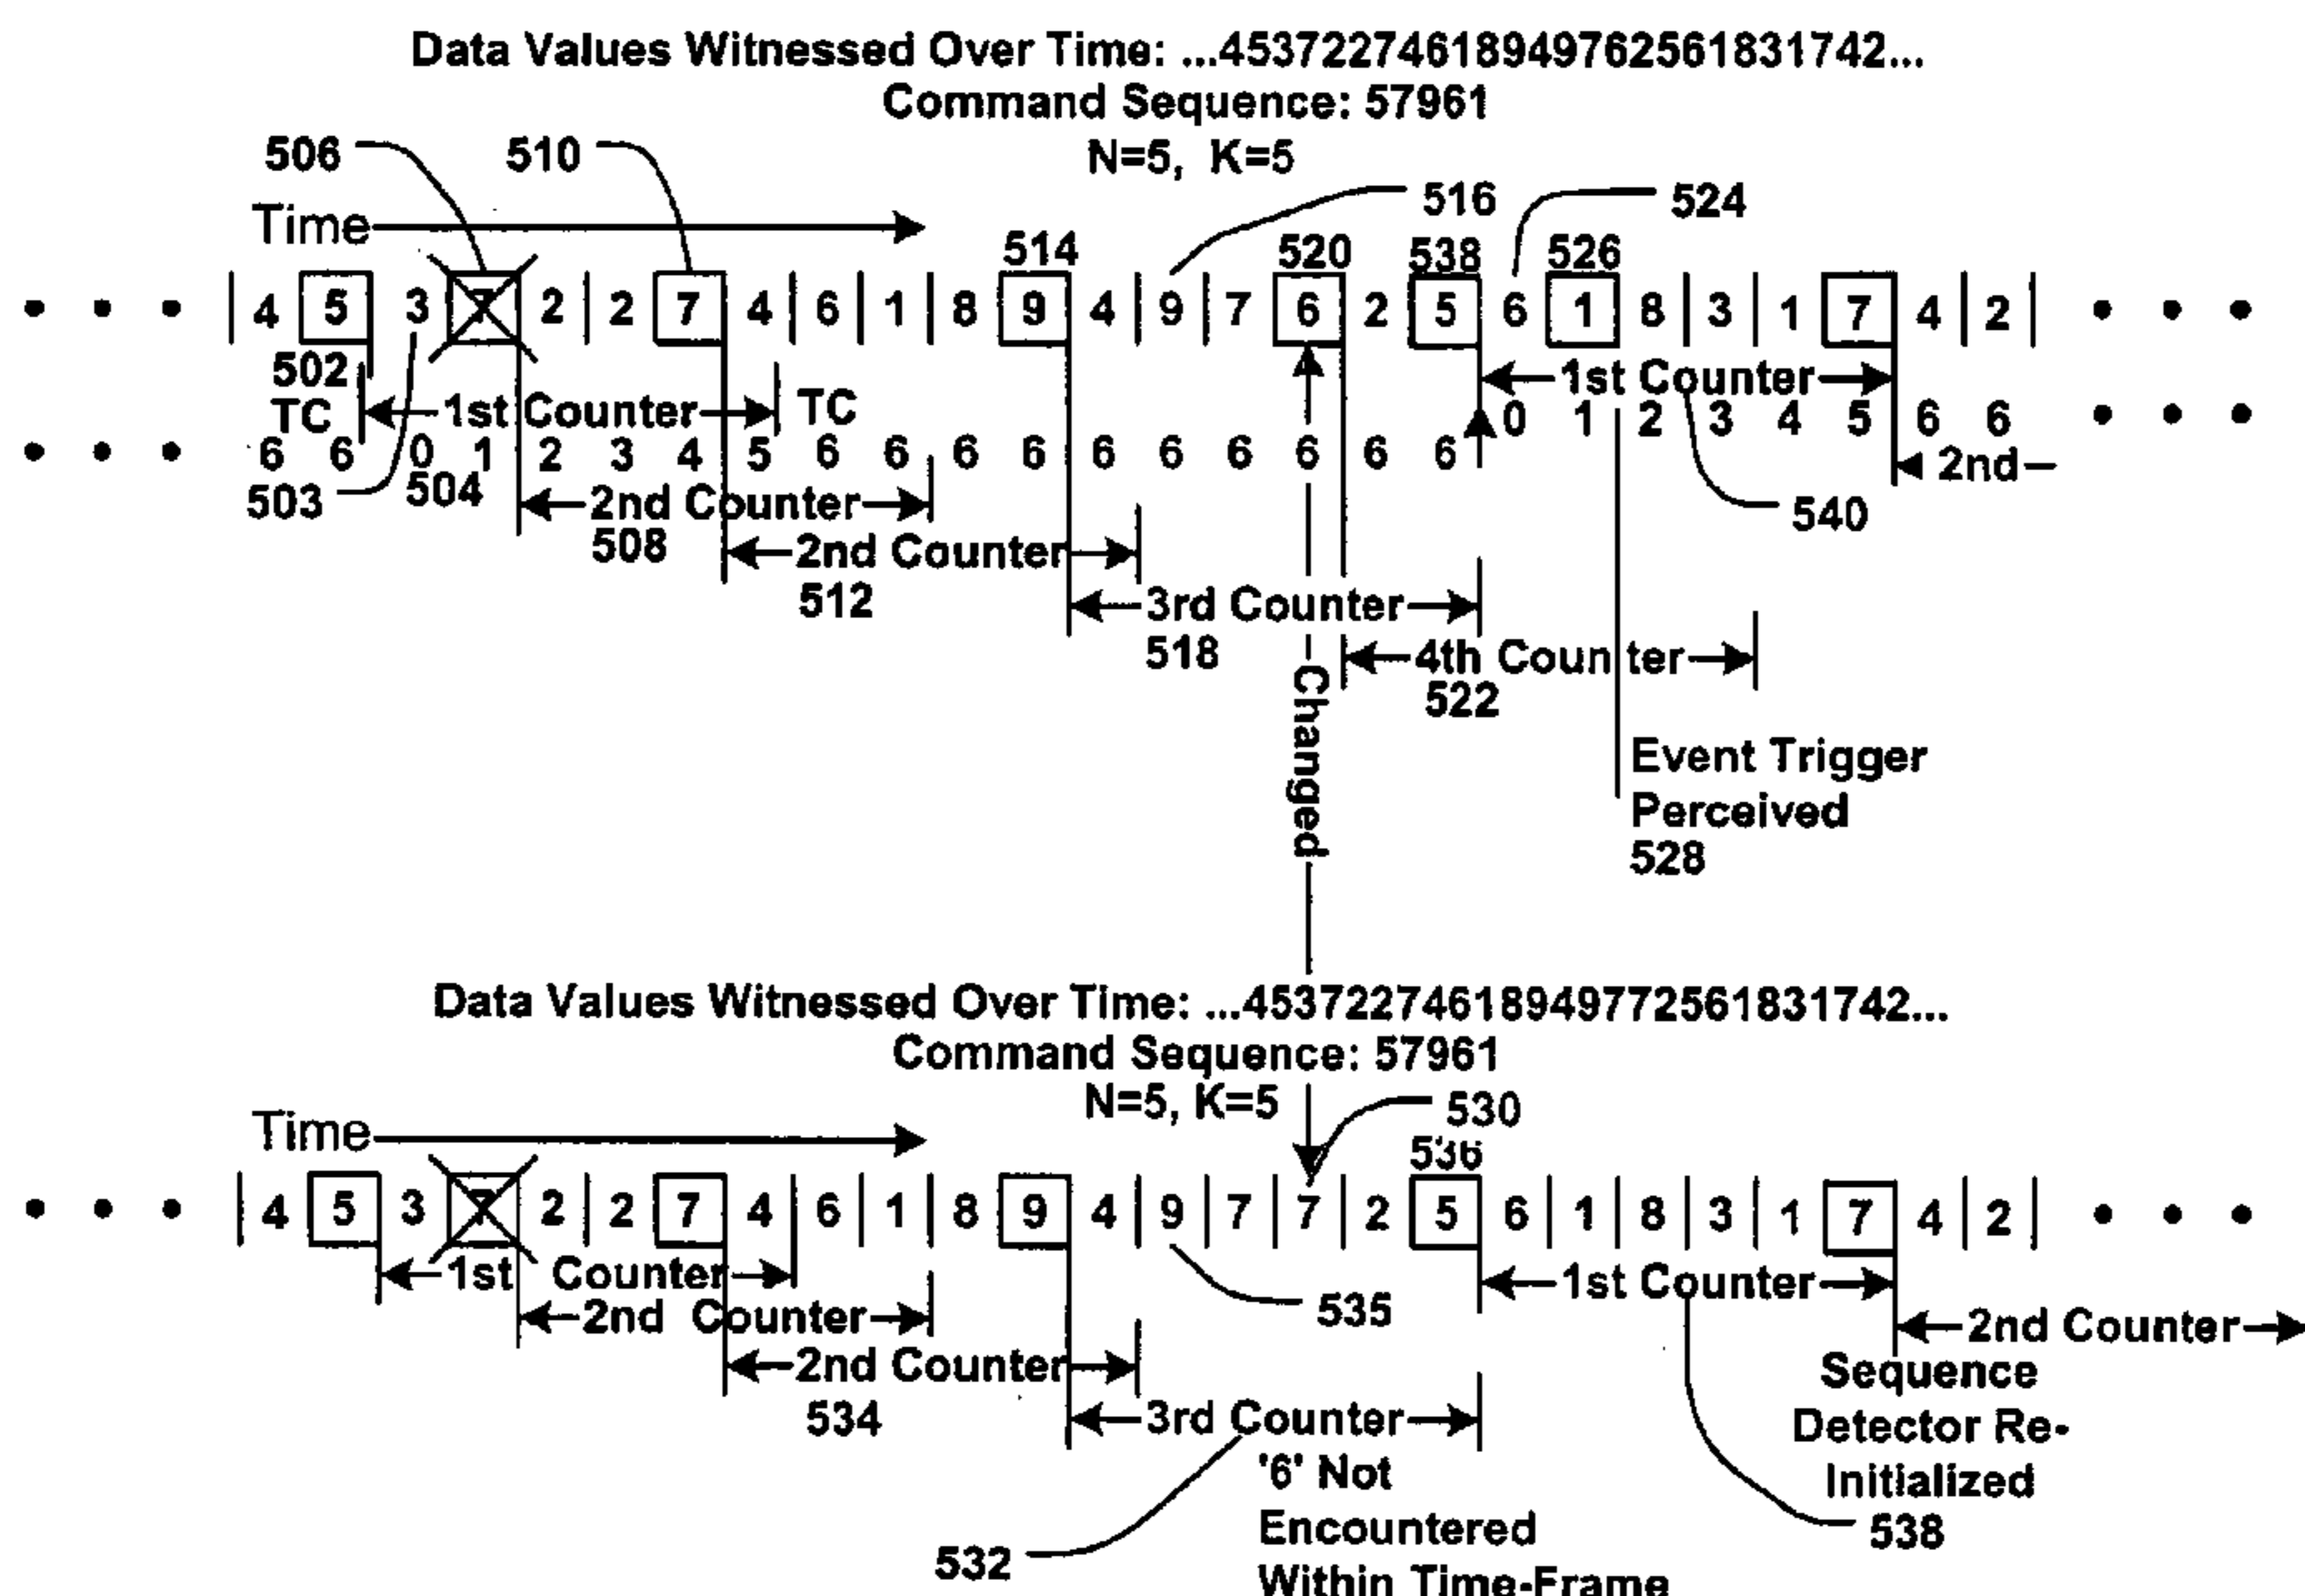 Data Values Witnessed Over Time: ...45372274618949762561831742...
Command Sequence: 57961
N=5, K=5
506 510 516 524
Time 514 520 538 526
4 5 3 7 2 2 7 4 6 1 8 9 4 9 7 6 2 5 6 1 8 3 1 7 4 2
502 1st Counter
TC 1st Counter TC 0 1 2 3 4 5 6 6
6 6 0 1 2 3 4 5 6 6 6 6 6 6 6 6 6 6 2nd
503 504 2nd Counter 540
508 2nd Counter
512 3rd Counter
518 4th Counter
522
Changed
Event Trigger
Perceived
528
Data Values Witnessed Over Time: ...45372274618949772561831742...
Command Sequence: 57961
N=5, K=5 530
Time 536
4 5 3 7 2 2 7 4 6 1 8 9 4 9 7 7 2 5 6 1 8 3 1 7 4 2
1st Counter 1st Counter
2nd Counter 535 2nd Counter
2nd Counter Sequence
534 3rd Counter Detector Re-
'6' Not Initialized
Encountered 538
532 Within Time-Frame